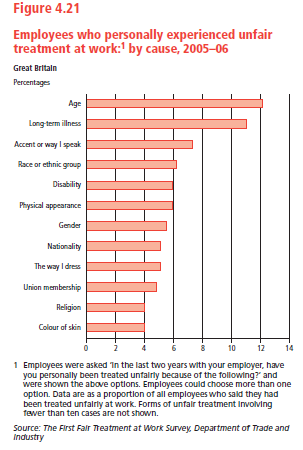 Figure 4.21
Employees who personally experienced unfair
treatment at work:¹ by cause, 2005–06
Great Britain
Percentages
Age
Long-term illness
Accent or way I speak
Race or ethnic group
Disability
Physical appearance
Gender
Nationality
The way I dress
Union membership
Religion
Colour of skin
0 2 4 6 8 10 12 14
1 Employees were asked 'In the last two years with your employer, have
you personally been treated unfairly because of the following?' and
were shown the above options. Employees could choose more than one
option. Data are as a proportion of all employees who said they had
been treated unfairly at work. Forms of unfair treatment involving
fewer than ten cases are not shown.
Source: The First Fair Treatment at Work Survey, Department of Trade and
Industry